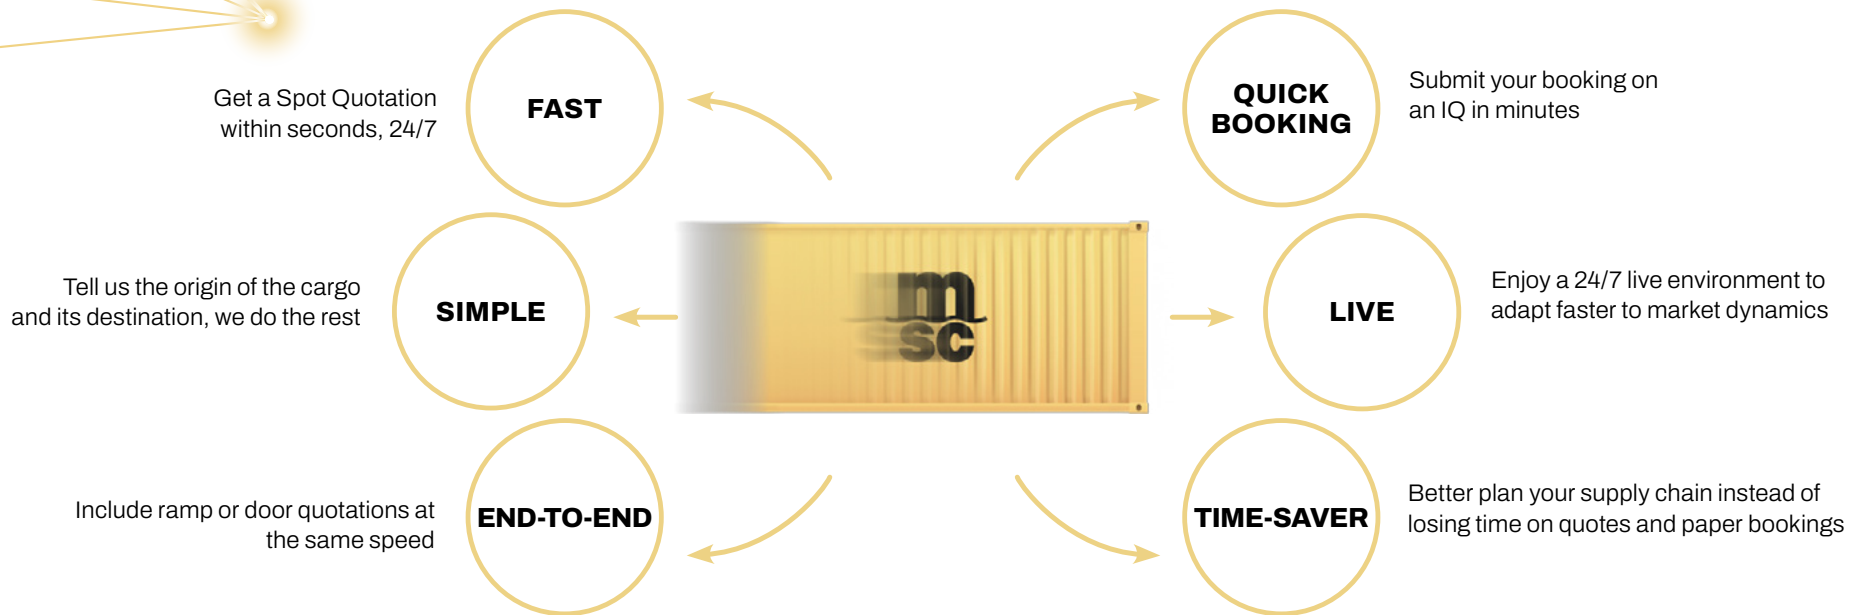 Get a Spot Quotation
within seconds, 24/7
FAST
QUICK
BOOKING
Submit your booking on
an IQ in minutes
Tell us the origin of the cargo
and its destination, we do the rest
SIMPLE
m
sc
LIVE
Enjoy a 24/7 live environment to
adapt faster to market dynamics
Include ramp or door quotations at
the same speed
END-TO-END
TIME-SAVER
Better plan your supply chain instead of
losing time on quotes and paper bookings